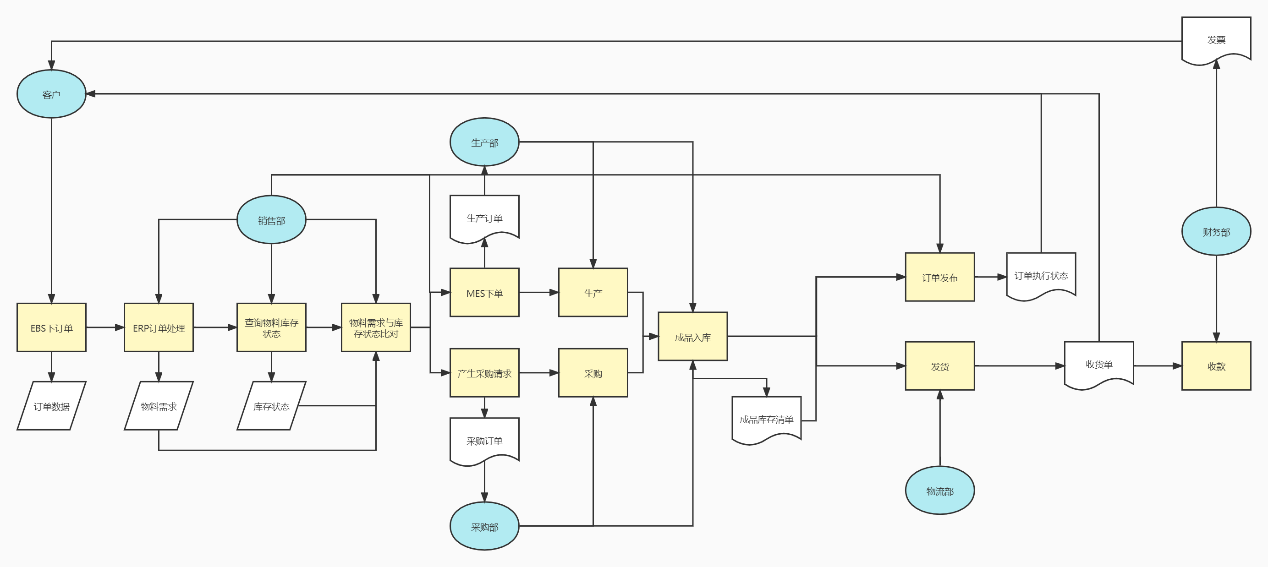 发票
客户
生产部
销售部
生产订单
财务部
订单发布
订单执行状态
MES下单
生产
EBS下订单
ERP订单处理
查询物料库存
状态
物料需求与库
存状态比对
成品入库
产生采购请求
采购
发货
收货单
收款
订单数据
物料需求
库存状态
成品库存清单
采购订单
物流部
采购部